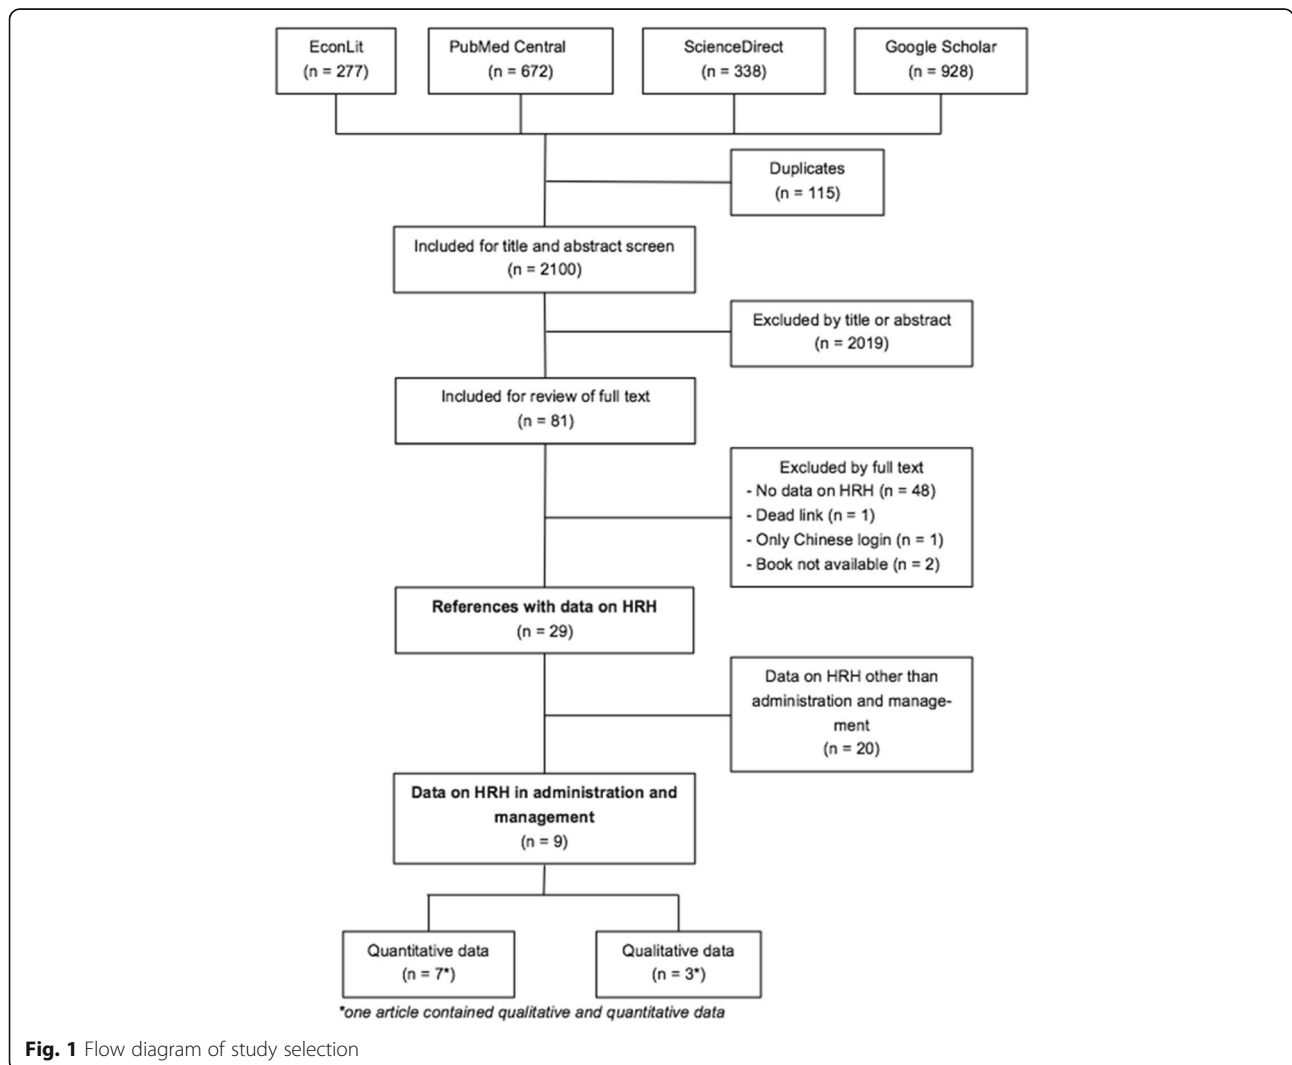 EconLit
(n = 277)
PubMed Central
(n = 672)
ScienceDirect
(n = 338)
Google Scholar
(n = 928)
Duplicates
(n = 115)
Included for title and abstract screen
(n = 2100)
Excluded by title or abstract
(n = 2019)
Included for review of full text
(n = 81)
Excluded by full text
- No data on HRH (n = 48)
- Dead link (n = 1)
- Only Chinese login (n = 1)
- Book not available (n = 2)
References with data on HRH
(n = 29)
Data on HRH other than
administration and manage-
ment
(n = 20)
Data on HRH in administration and
management
(n = 9)
Quantitative data
(n = 7*)
Qualitative data
(n = 3*)
*one article contained qualitative and quantitative data
Fig. 1 Flow diagram of study selection